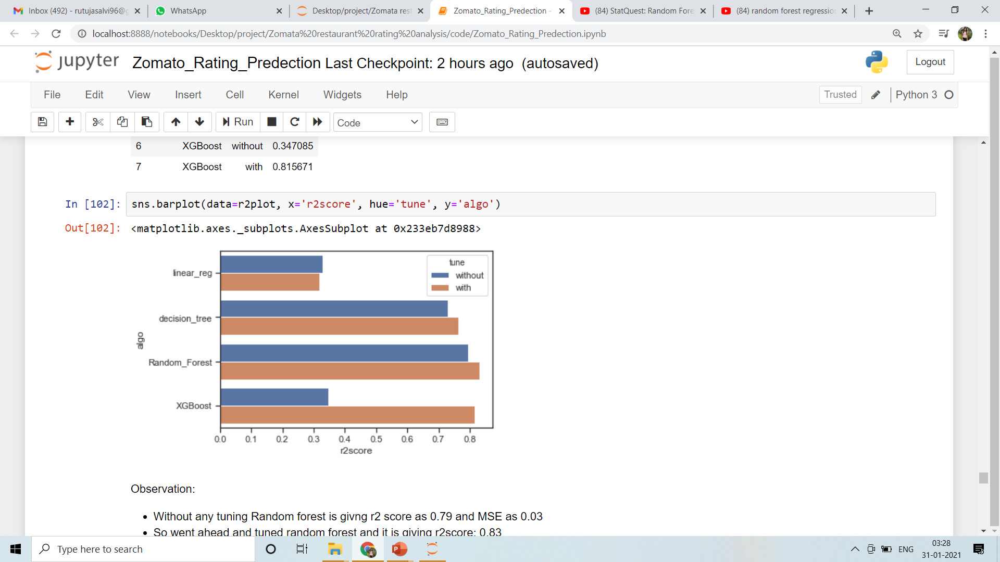 Inbox (492) - rutujasalvi96@g
WhatsApp
Desktop/project/Zomata rest
Zomato_Rating_Predection -
(84) StatQuest: Random Fore
(84) random forest regression
localhost:8888/notebooks/Desktop/project/Zomata%20restaurant%20rating%20analysis/code/Zomato_Rating_Predection.ipynb
jupyter Zomato_Rating_Predection Last Checkpoint: 2 hours ago (autosaved)
Logout
File Edit View Insert Cell Kernel Widgets Help
Trusted
Python 3
Run
Code
6 XGBoost without 0.347085
7 XGBoost with 0.815671
In [102]: sns.barplot(data=r2plot, x='r2score', hue='tune', y='algo')
Out[102]: <matplotlib.axes._subplots.AxesSubplot at 0x233eb7d8988>
tune
without
with
linear_reg
decision_tree
Random_Forest
XGBoost
algo
0.0 0.1 0.2 0.3 0.4 0.5 0.6 0.7 0.8
r2score
Observation:
• Without any tuning Random forest is givng r2 score as 0.79 and MSE as 0.03
• So went ahead and tuned random forest and it is giving r2score: 0.83
Type here to search
ENG
03:28
31-01-2021